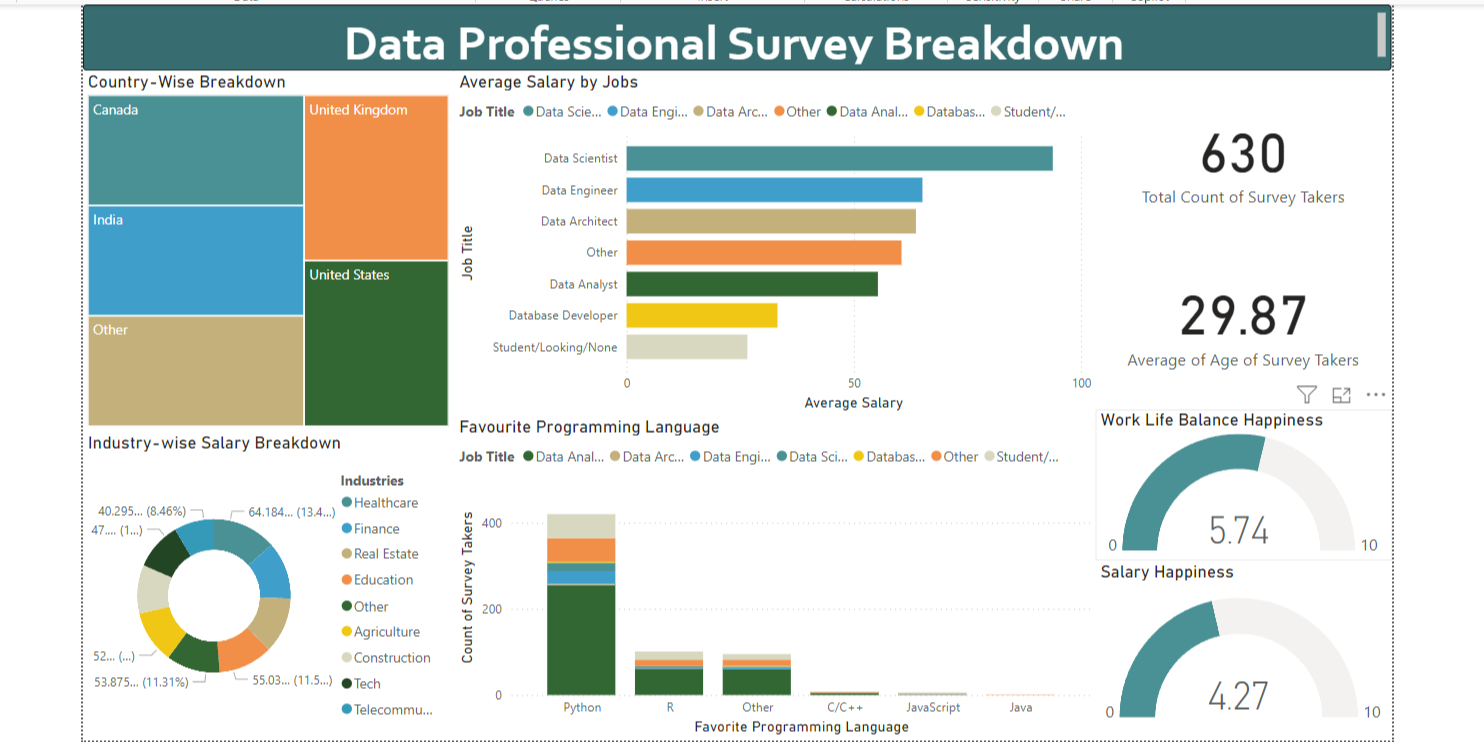 Data Professional Survey Breakdown
Country-Wise Breakdown
Canada
United Kingdom
India
United States
Other
Average Salary by Jobs
Job Title Data Scie... Data Engi... Data Arc... Other Data Anal... Databas... Student/...
Job Title
Data Scientist
Data Engineer
Data Architect
Other
Data Analyst
Database Developer
Student/Looking/None
0 50 100
Average Salary
630
Total Count of Survey Takers
29.87
Average of Age of Survey Takers
Industry-wise Salary Breakdown
40.295... (8.46%)
64.184... (13.4...)
47.... (1...)
52... (...)
53.875... (11.31%)
55.03... (11.5...)
Industries
Healthcare
Finance
Real Estate
Education
Other
Agriculture
Construction
Tech
Telecommu...
Favourite Programming Language
Job Title Data Anal... Data Arc... Data Engi... Data Sci... Databas... Other Student/...
Count of Survey Takers
400
200
0
Python R Other C/C++ JavaScript Java
Favorite Programming Language
Work Life Balance Happiness
5.74
0 10
Salary Happiness
4.27
0 10